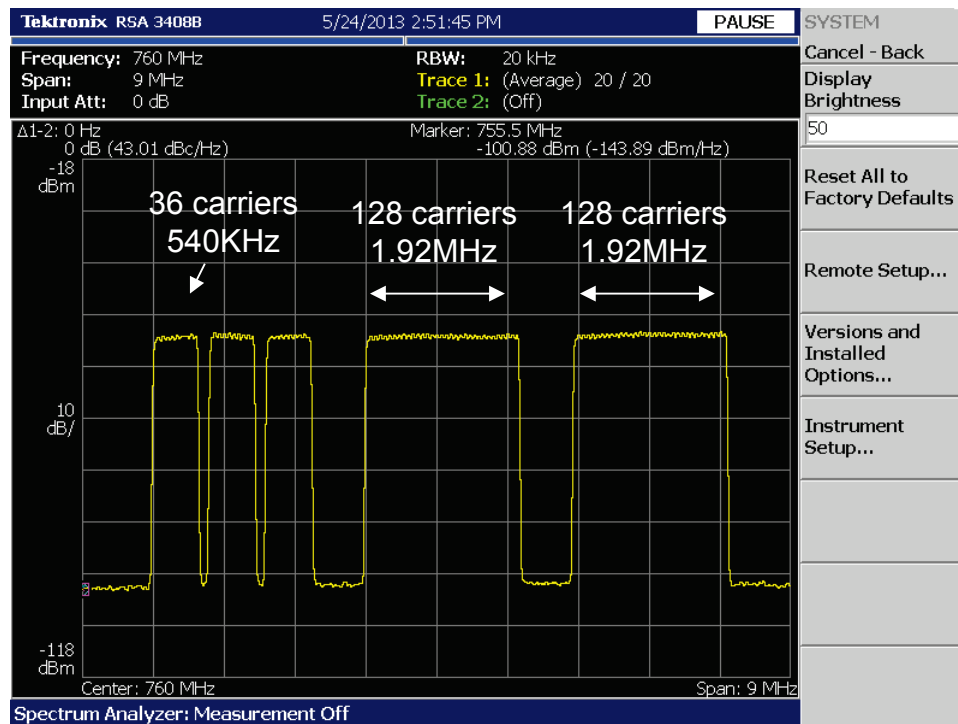 Tektronix RSA 3408B 5/24/2013 2:51:45 PM PAUSE
Frequency: 760 MHz RBW: 20 kHz
Span: 9 MHz Trace 1: (Average) 20 / 20
Input Att: 0 dB Trace 2: (Off)
Δ1-2: 0 Hz Marker: 755.5 MHz
0 dB (43.01 dBc/Hz) -100.88 dBm (-143.89 dBm/Hz)
-18
dBm
36 carriers
540KHz
128 carriers
1.92MHz
128 carriers
1.92MHz
10
dB/
-118
dBm
Center: 760 MHz Span: 9 MHz
Spectrum Analyzer: Measurement Off
SYSTEM
Cancel - Back
Display
Brightness
50
Reset All to
Factory Defaults
Remote Setup...
Versions and
Installed
Options...
Instrument
Setup...